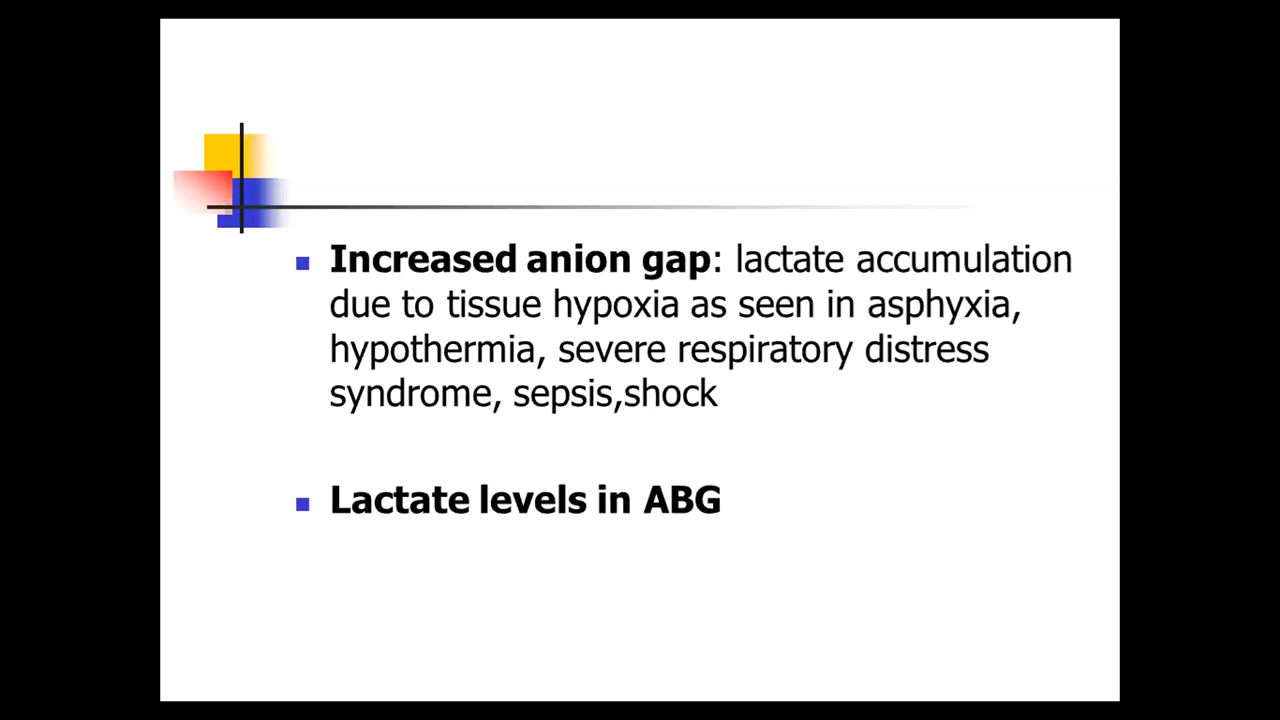 Increased anion gap: lactate accumulation
due to tissue hypoxia as seen in asphyxia,
hypothermia, severe respiratory distress
syndrome, sepsis,shock
Lactate levels in ABG